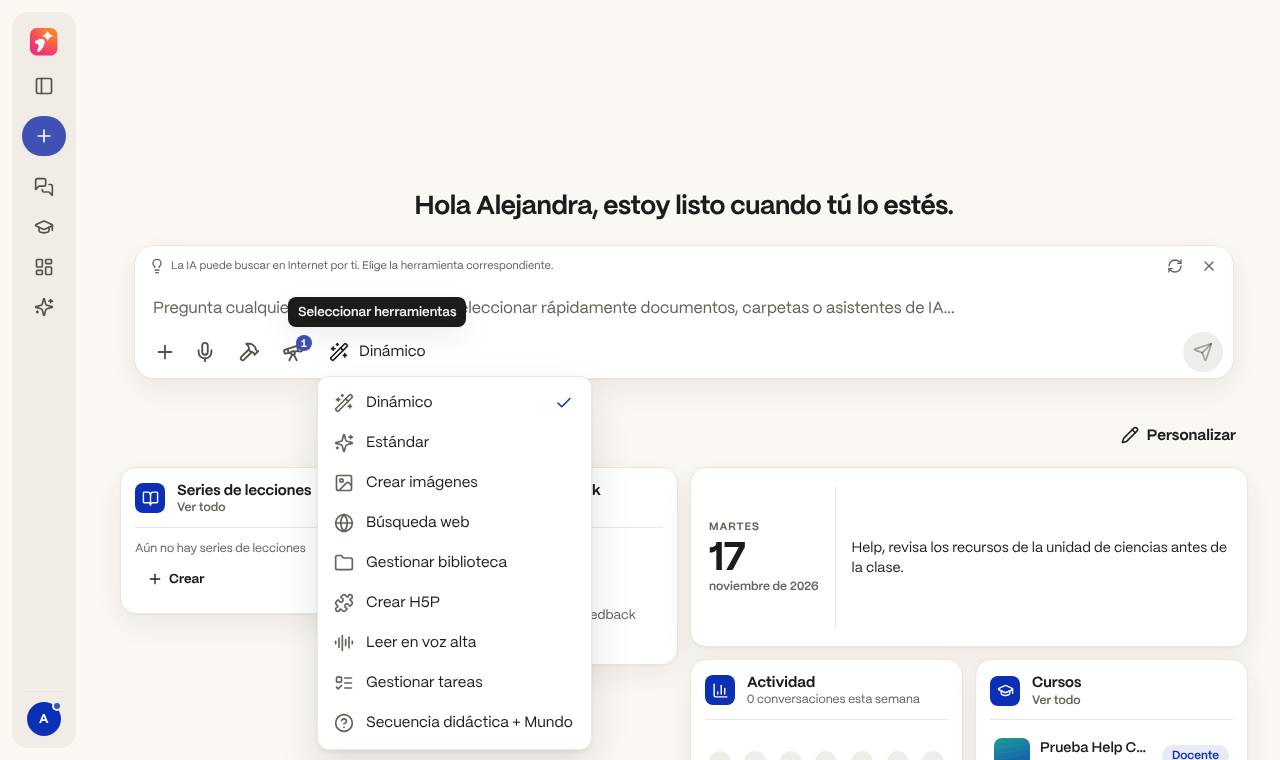 Hola Alejandra, estoy listo cuando tú lo estés.
La IA puede buscar en Internet por ti. Elige la herramienta correspondiente.
Pregunta seleccionar rápidamente documentos, carpetas o asistentes de IA...
Seleccionar herramientas
1
Dinámico
Dinámico
Estándar
Crear imágenes
Búsqueda web
Gestionar biblioteca
Crear H5P
Leer en voz alta
Gestionar tareas
Secuencia didáctica + Mundo
Personalizar
Series de lecciones
Ver todo
Aún no hay series de lecciones
Crear
MARTES
17
noviembre de 2026
Help, revisa los recursos de la unidad de ciencias antes de
la clase.
Actividad
0 conversaciones esta semana
Cursos
Ver todo
Prueba Help C...
Docente
A